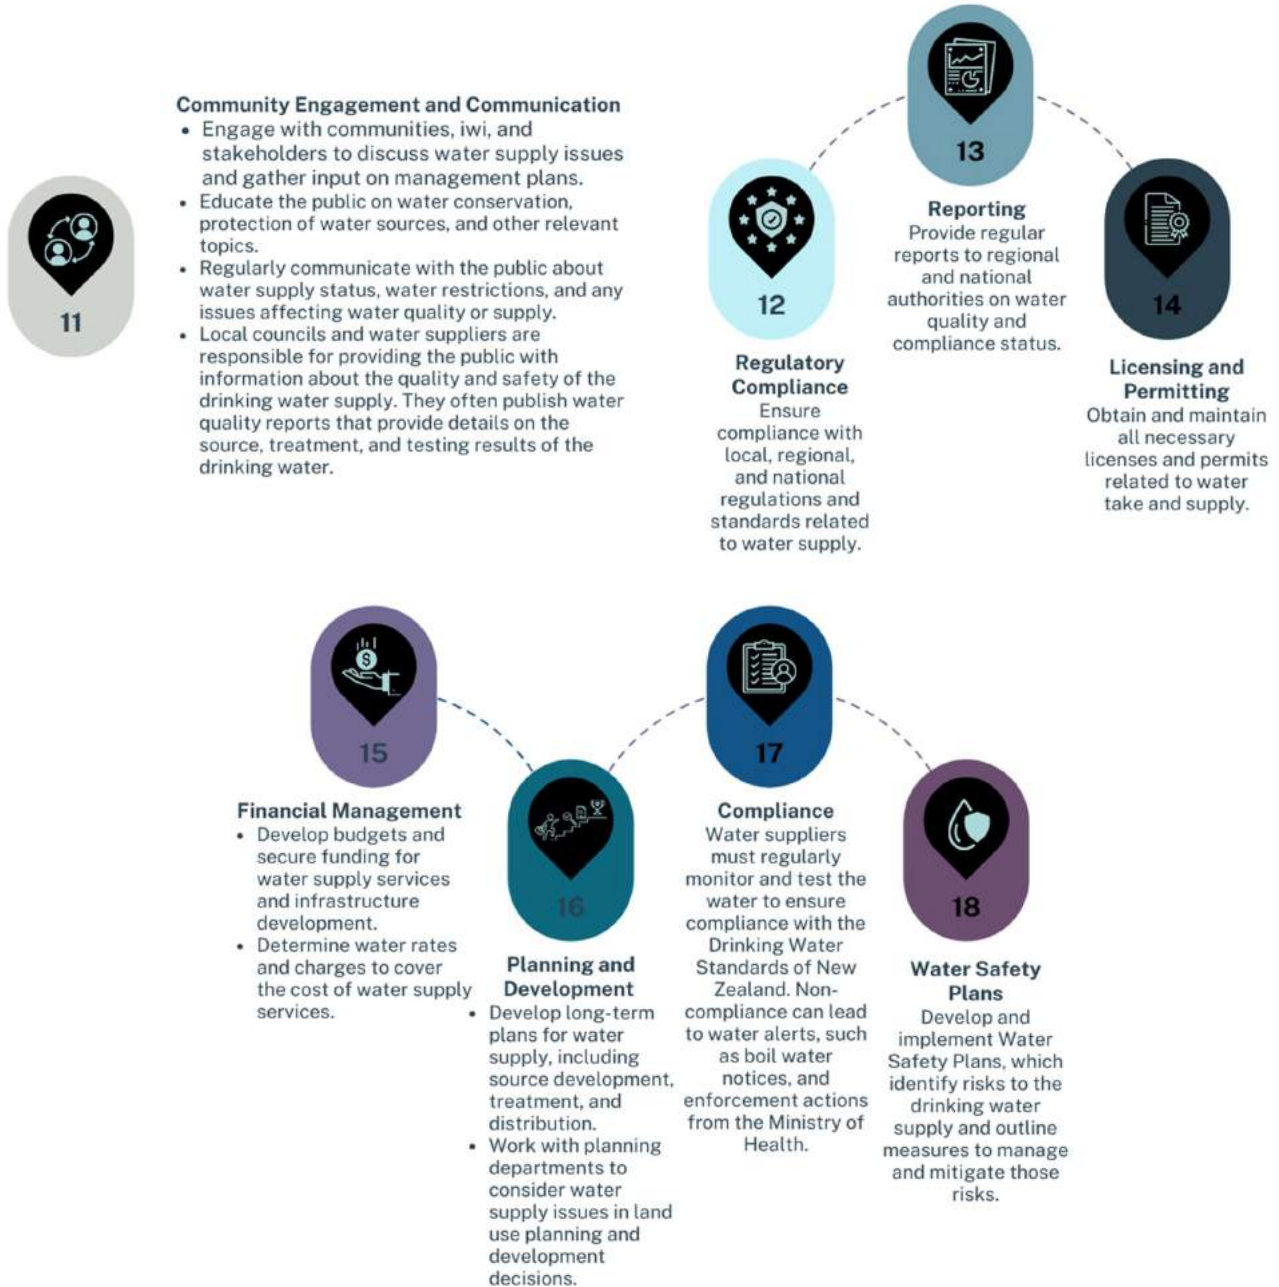 11
Community Engagement and Communication
• Engage with communities, iwi, and
stakeholders to discuss water supply issues
and gather input on management plans.
• Educate the public on water conservation,
protection of water sources, and other relevant
topics.
• Regularly communicate with the public about
water supply status, water restrictions, and any
issues affecting water quality or supply.
• Local councils and water suppliers are
responsible for providing the public with
information about the quality and safety of the
drinking water supply. They often publish water
quality reports that provide details on the
source, treatment, and testing results of the
drinking water.
12
Regulatory
Compliance
Ensure
compliance with
local, regional,
and national
regulations and
standards related
to water supply.
13
Reporting
Provide regular
reports to regional
and national
authorities on water
quality and
compliance status.
14
Licensing and
Permitting
Obtain and maintain
all necessary
licenses and permits
related to water
take and supply.
$
15
Financial Management
• Develop budgets and
secure funding for
water supply services
and infrastructure
development.
• Determine water rates
and charges to cover
the cost of water supply
services.
16
Planning and
Development
• Develop long-term
plans for water
supply, including
source development,
treatment, and
distribution.
• Work with planning
departments to
consider water
supply issues in land
use planning and
development
decisions.
17
Compliance
Water suppliers
must regularly
monitor and test the
water to ensure
compliance with the
Drinking Water
Standards of New
Zealand. Non-
compliance can lead
to water alerts, such
as boil water
notices, and
enforcement actions
from the Ministry of
Health.
18
Water Safety
Plans
Develop and
implement Water
Safety Plans, which
identify risks to the
drinking water
supply and outline
measures to manage
and mitigate those
risks.